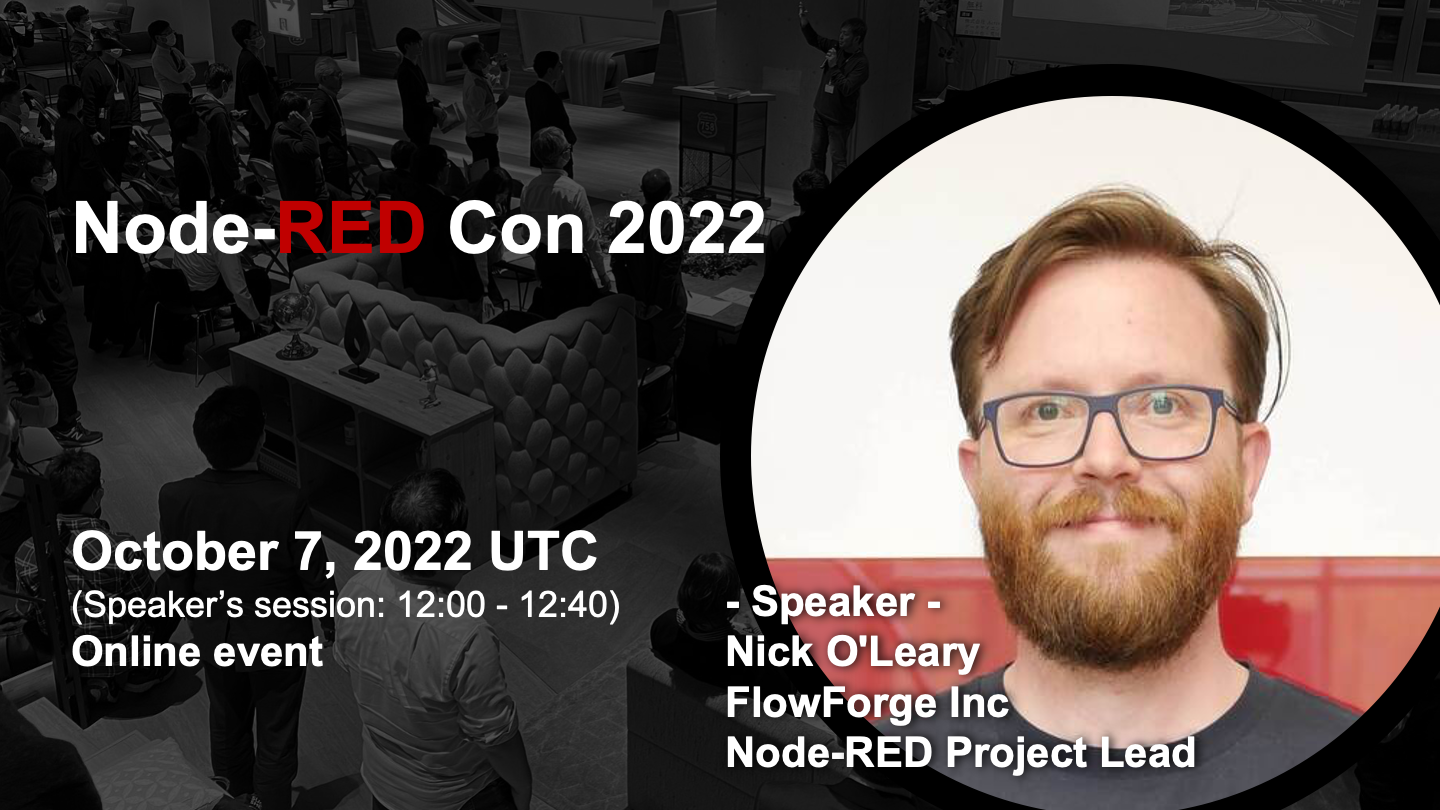 Node-RED Con 2022
October 7, 2022 UTC
(Speaker’s session: 12:00 - 12:40)
Online event
- Speaker -
Nick O'Leary
FlowForge Inc
Node-RED Project Lead